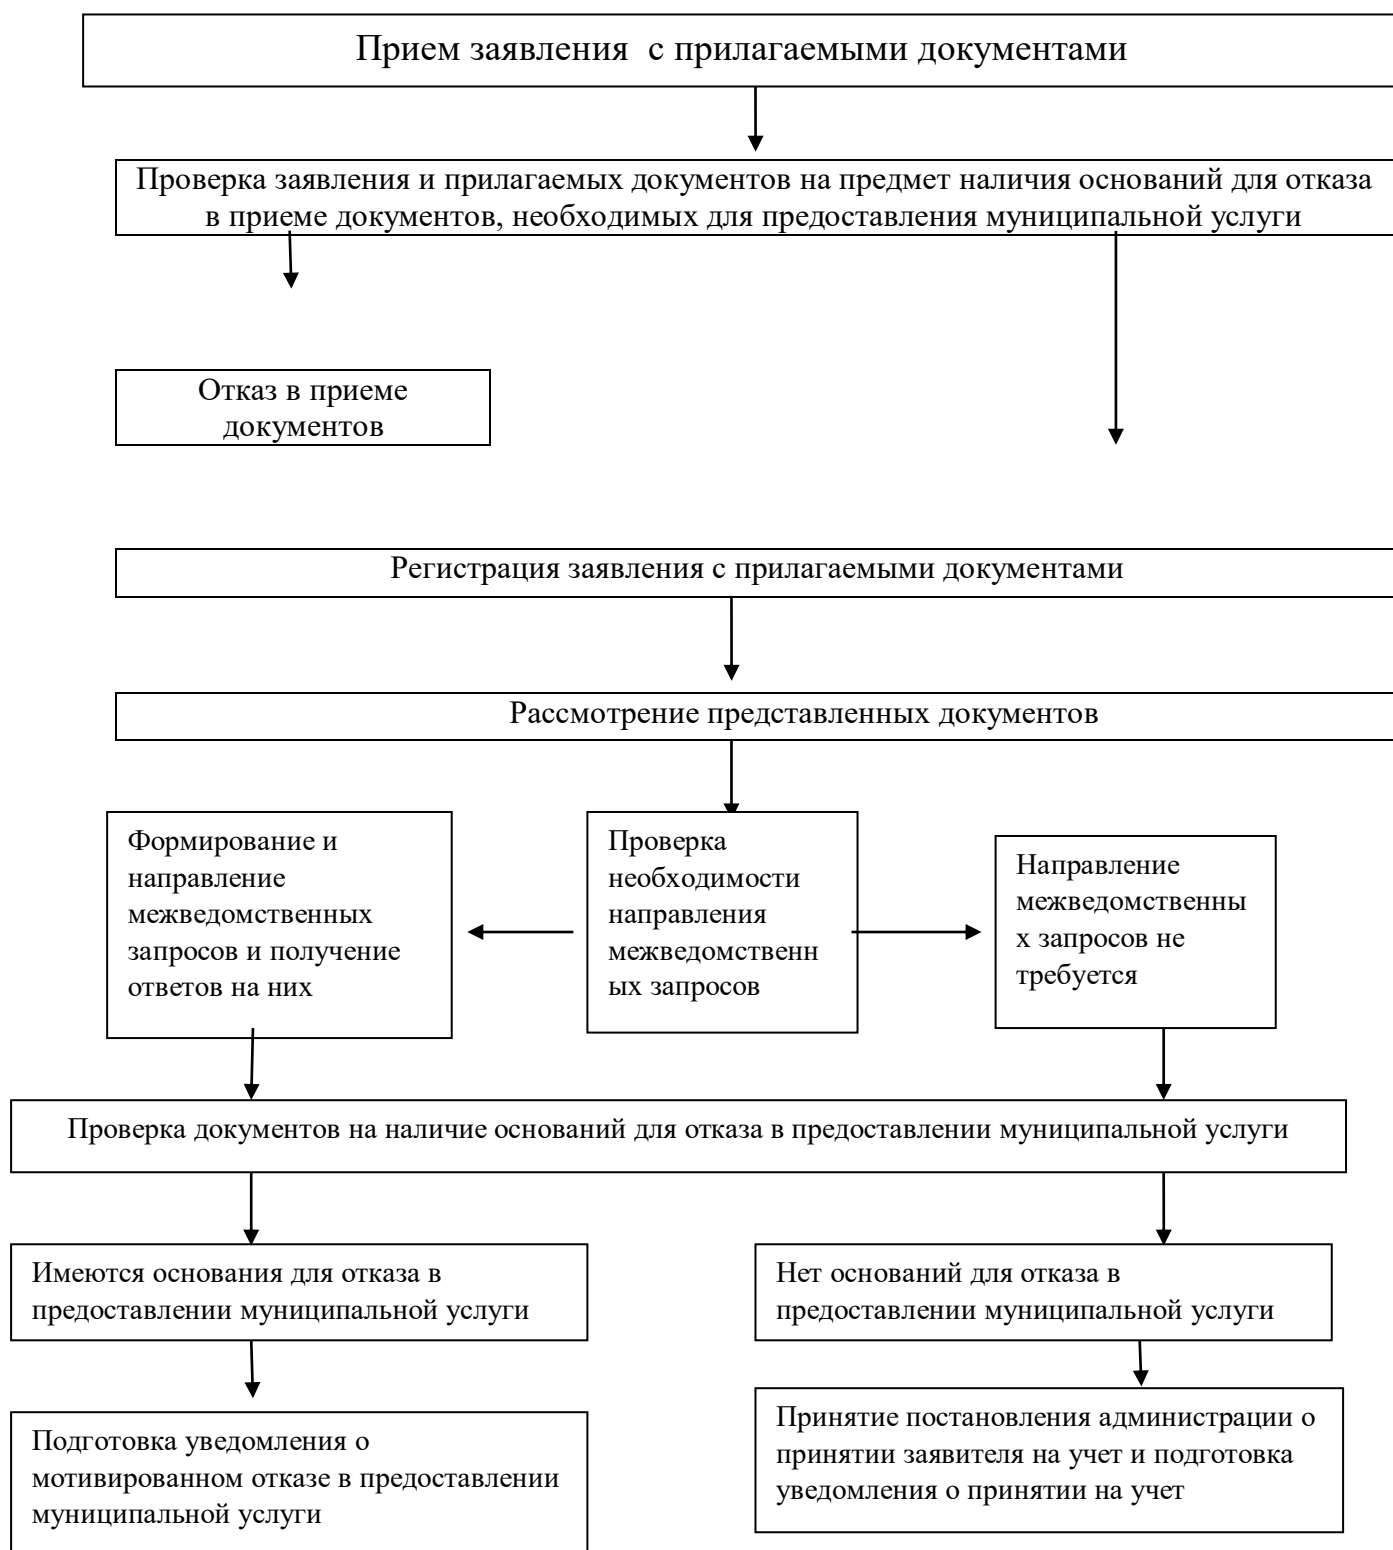 Прием заявления  с прилагаемыми документами
Проверка заявления и прилагаемых документов на предмет наличия оснований для отказа
в приеме документов, необходимых для предоставления муниципальной услуги
Отказ в приеме
документов
Регистрация заявления с прилагаемыми документами
Рассмотрение представленных документов
Формирование и
направление
межведомственных
запросов и получение
ответов на них
Проверка
необходимости
направления
межведомственн
ых запросов
Направление
межведомственны
х запросов не
требуется
Проверка документов на наличие оснований для отказа в предоставлении муниципальной услуги
Имеются основания для отказа в
предоставлении муниципальной услуги
Нет оснований для отказа в
предоставлении муниципальной услуги
Подготовка уведомления о
мотивированном отказе в предоставлении
муниципальной услуги
Принятие постановления администрации о
принятии заявителя на учет и подготовка
уведомления о принятии на учет